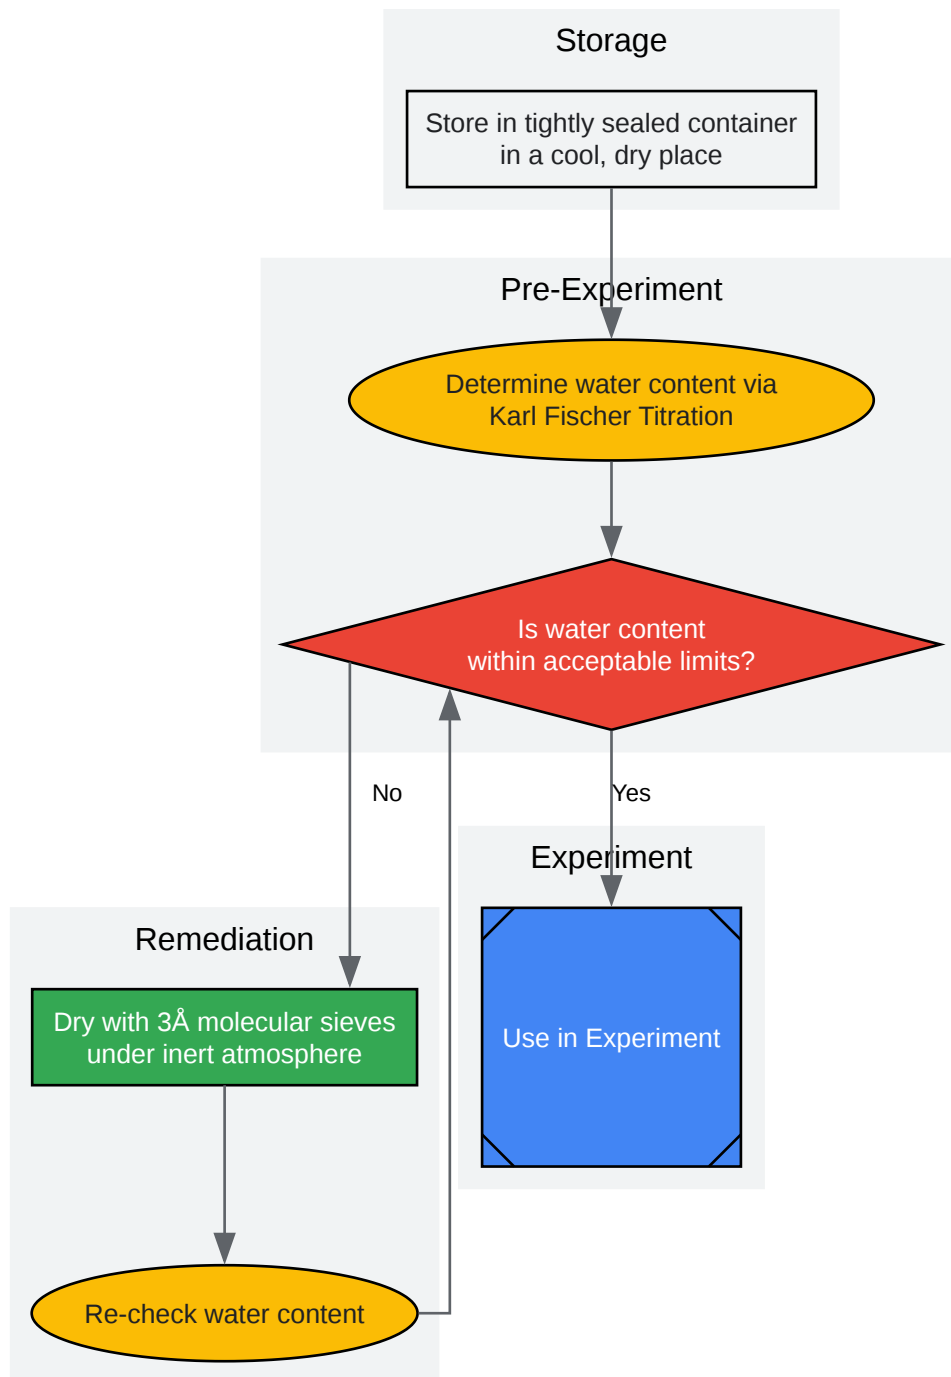 Storage
Store in tightly sealed container
in a cool, dry place
Pre-Experiment
Determine water content via
Karl Fischer Titration
Is water content
within acceptable limits?
No
Yes
Experiment
Use in Experiment
Remediation
Dry with 3Å molecular sieves
under inert atmosphere
Re-check water content